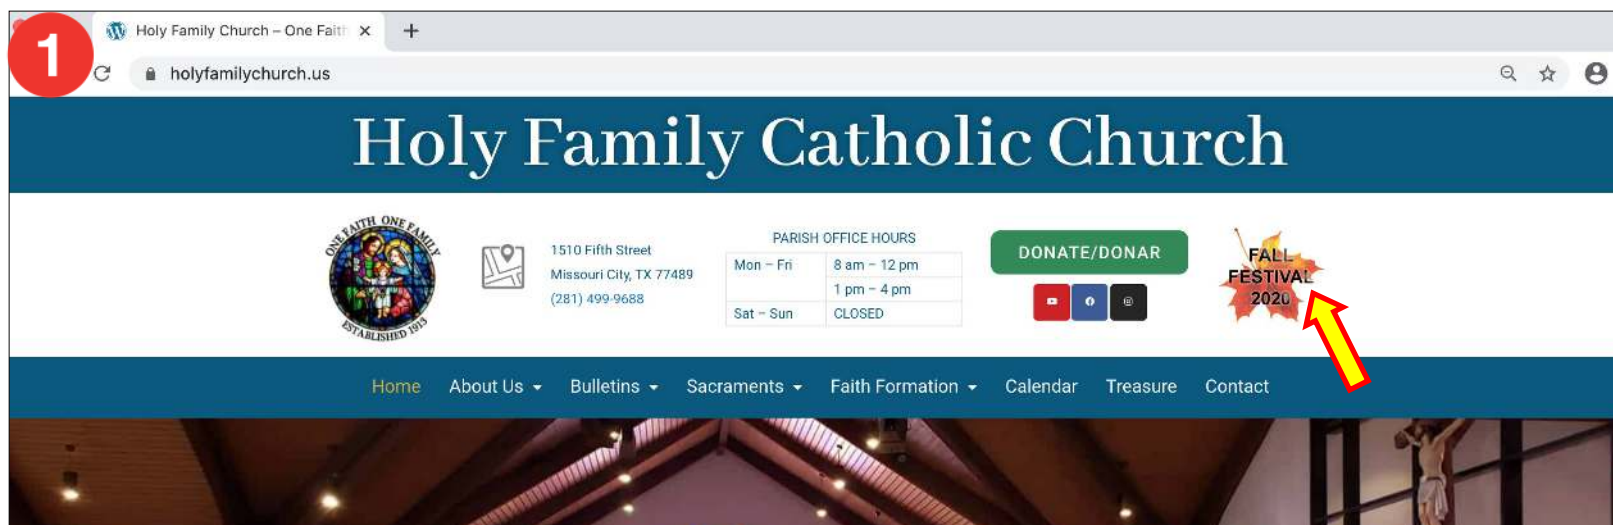 1
Holy Family Church – One Faith
holyfamilychurch.us
Holy Family Catholic Church
ONE FAITH ONE FAMILY
ESTABLISHED 1913
1510 Fifth Street
Missouri City, TX 77489
(281) 499-9688
PARISH OFFICE HOURS
Mon – Fri 8 am – 12 pm
1 pm – 4 pm
Sat – Sun CLOSED
DONATE/DONAR
FALL
FESTIVAL
2020
Home About Us Bulletins Sacraments Faith Formation Calendar Treasure Contact